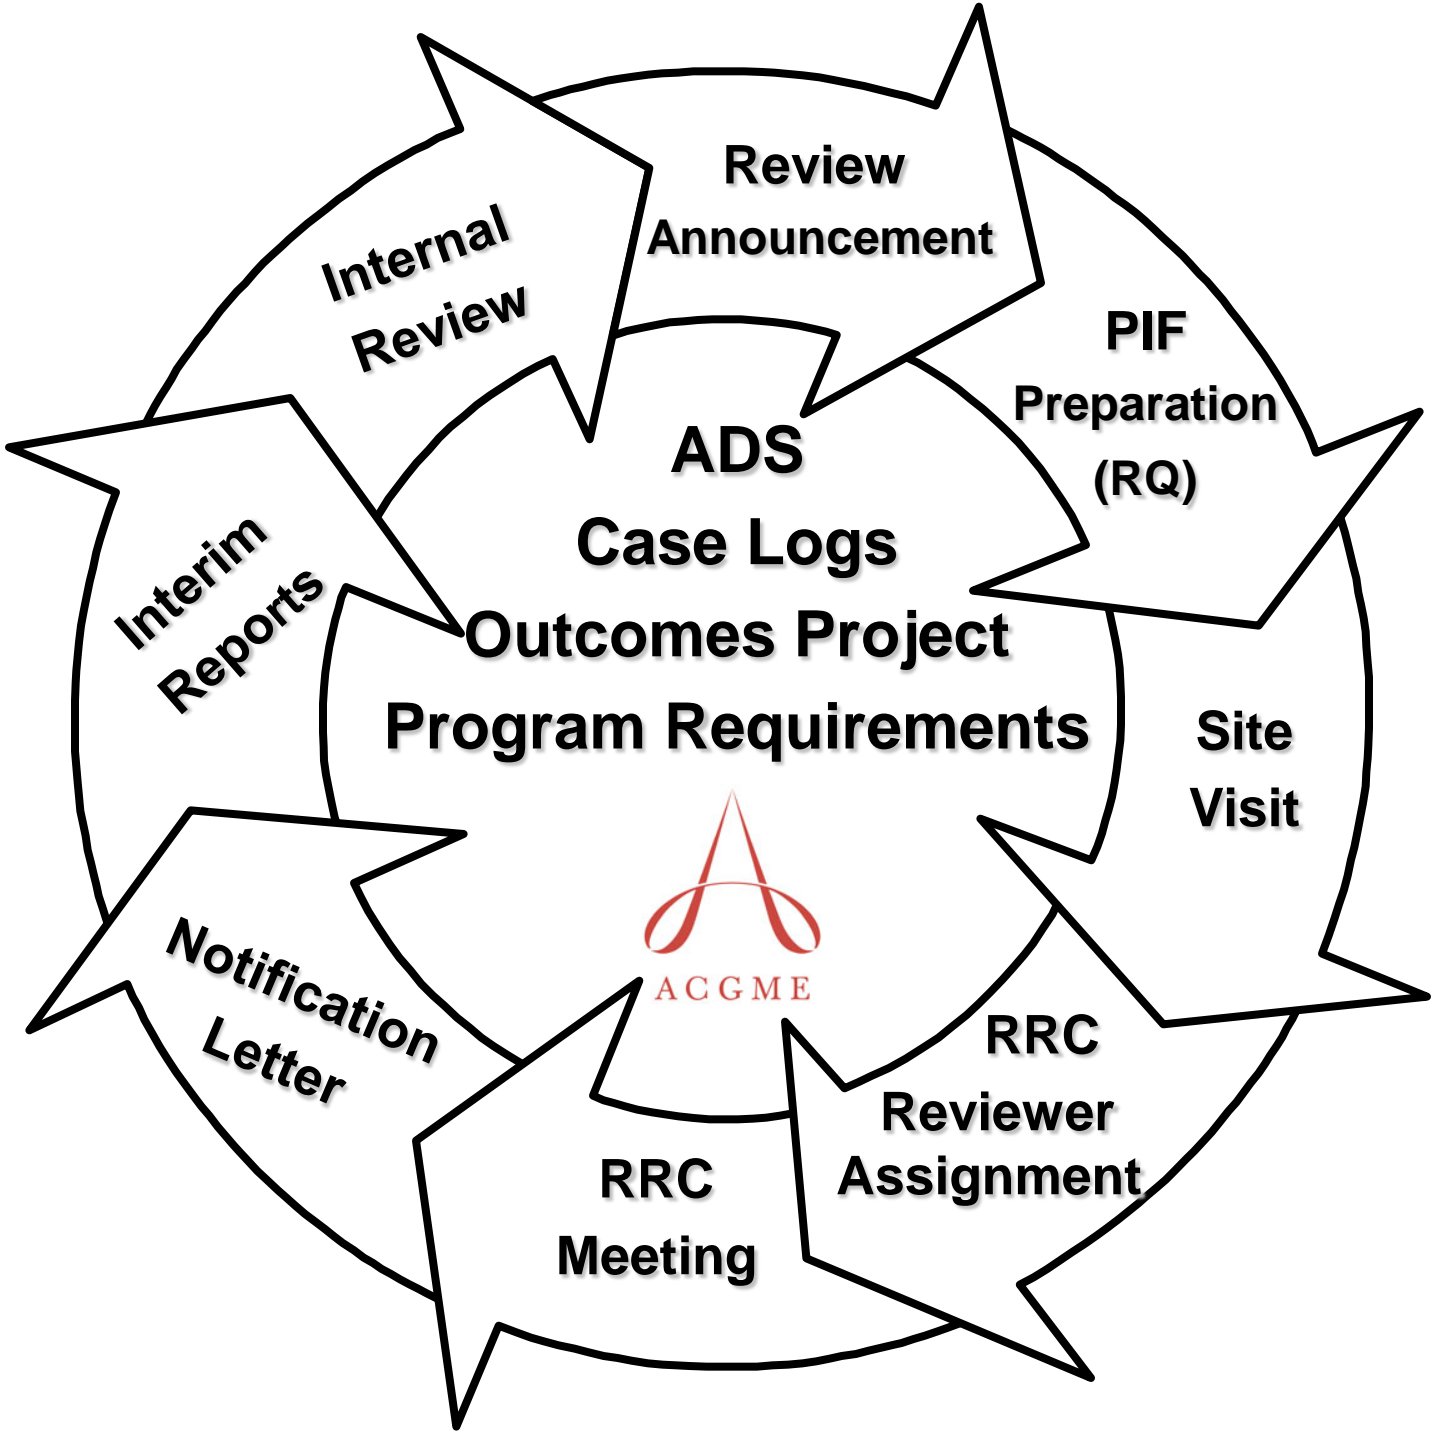 Review
Announcement
PIF
Preparation
(RQ)
Site
Visit
RRC
Reviewer
Assignment
RRC
Meeting
Notification
Letter
Interim
Reports
Internal
Review
ADS
Case Logs
Outcomes Project
Program Requirements
ACGME